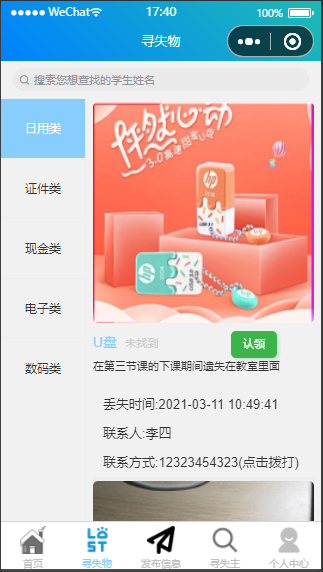 WeChat
17:40
100%
寻失物
搜索您想查找的学生姓名
日用类
证件类
现金类
电子类
数码类
怦然心动
3.0高速甜蜜U盘
hp
hp
U盘 未找到
认领
在第三节课的下课期间遗失在教室里面
丢失时间:2021-03-11 10:49:41
联系人:李四
联系方式:12323454323(点击拨打)
LOST
首页
寻失物
发布信息
寻失主
个人中心